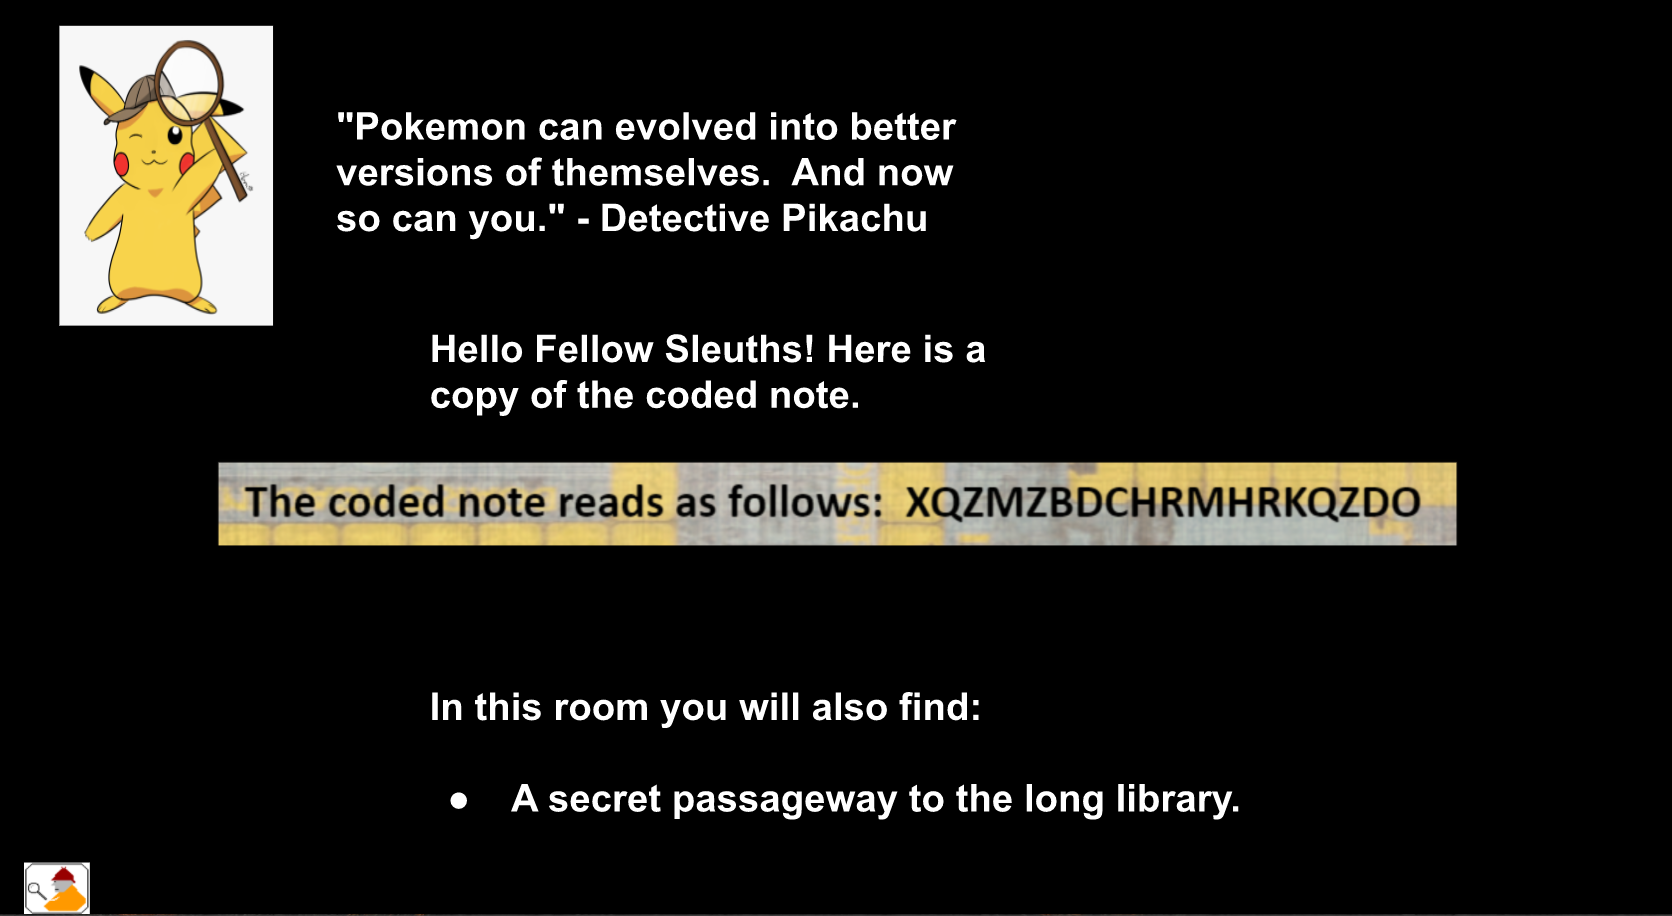 "Pokemon can evolved into better
versions of themselves.  And now
so can you." - Detective Pikachu
Hello Fellow Sleuths! Here is a
copy of the coded note.
The coded note reads as follows:  XQZMZBDCHRMHRKQZDO
In this room you will also find:
● A secret passageway to the long library.